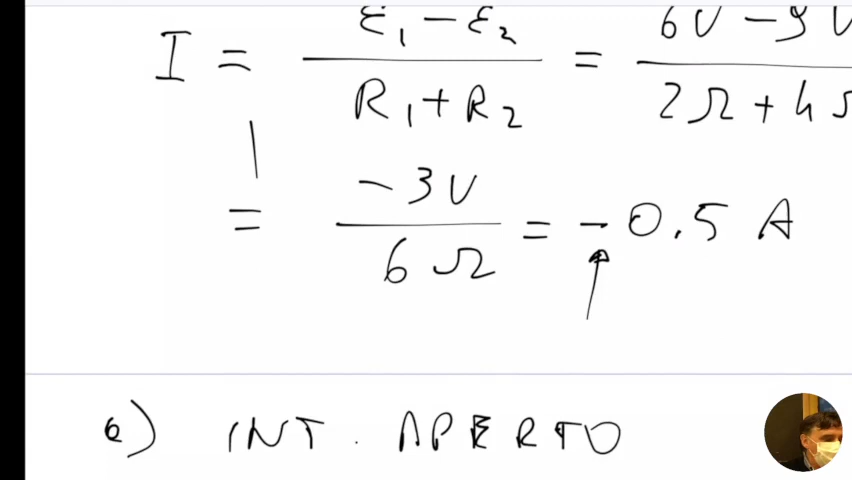 I = ε₁ − ε₂ / R₁ + R₂ = 6V − 9V / 2Ω + 4Ω
= −3V / 6Ω = −0.5 A
a) INT. APERTO